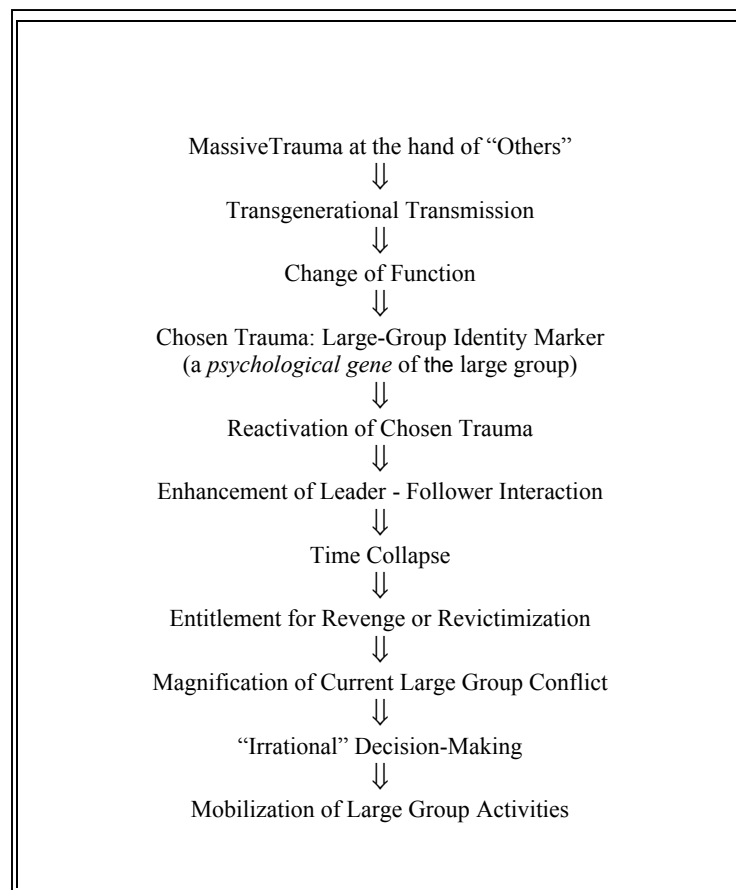 MassiveTrauma at the hand of “Others”
⇓
Transgenerational Transmission
⇓
Change of Function
⇓
Chosen Trauma: Large-Group Identity Marker
(a psychological gene of the large group)
⇓
Reactivation of Chosen Trauma
⇓
Enhancement of Leader - Follower Interaction
⇓
Time Collapse
⇓
Entitlement for Revenge or Revictimization
⇓
Magnification of Current Large Group Conflict
⇓
“Irrational” Decision-Making
⇓
Mobilization of Large Group Activities